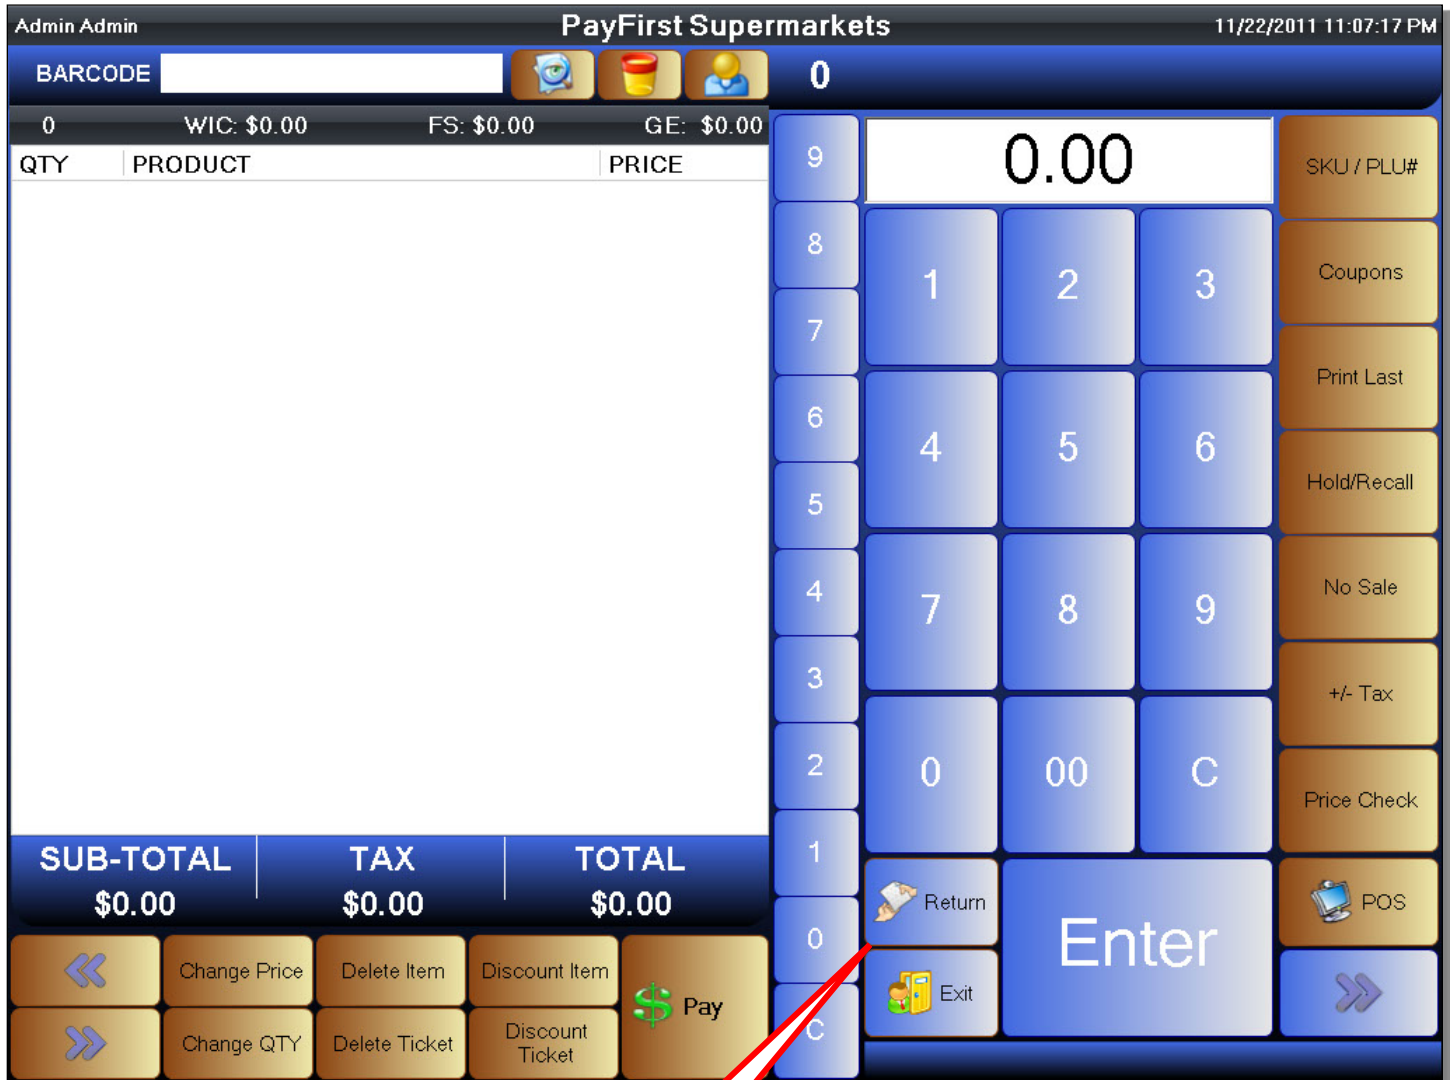 Admin Admin PayFirst Supermarkets 11/22/2011 11:07:17 PM
BARCODE 0
0 WIC: $0.00 FS: $0.00 GE: $0.00
QTY PRODUCT PRICE
SUB-TOTAL TAX TOTAL
$0.00 $0.00 $0.00
Change Price Delete Item Discount Item
Change QTY Delete Ticket Discount
Ticket
Pay
9
8
7
6
5
4
3
2
1
0
C
0.00
1 2 3
4 5 6
7 8 9
0 00 C
Return
Exit
Enter
SKU / PLU#
Coupons
Print Last
Hold/Recall
No Sale
+/- Tax
Price Check
POS